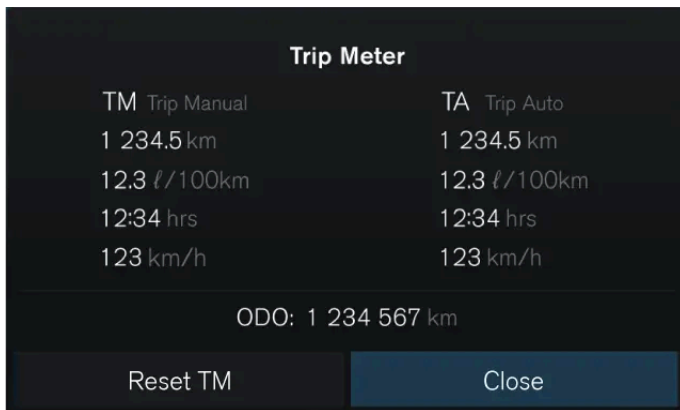 Trip Meter
TM Trip Manual
1 234.5 km
12.3 ℓ/100km
12:34 hrs
123 km/h
TA Trip Auto
1 234.5 km
12.3 ℓ/100km
12:34 hrs
123 km/h
ODO: 1 234 567 km
Reset TM
Close